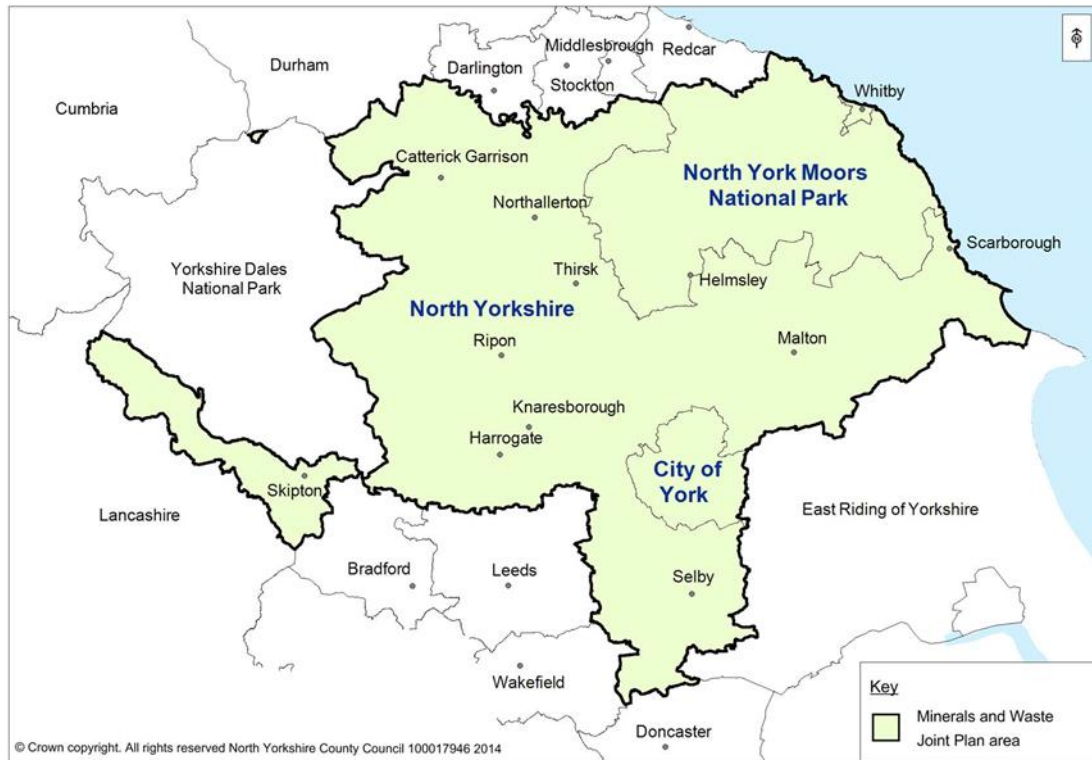 Middlesbrough
Redcar
Durham
Darlington
Stockton
Cumbria
Whitby
Catterick Garrison
North York Moors
National Park
Northallerton
Scarborough
Yorkshire Dales
National Park
Thirsk
Helmsley
North Yorkshire
Ripon
Malton
Knaresborough
Harrogate
City of
York
Skipton
Lancashire
East Riding of Yorkshire
Bradford
Leeds
Selby
Wakefield
Doncaster
Key
Minerals and Waste
Joint Plan area
© Crown copyright. All rights reserved North Yorkshire County Council 100017946 2014